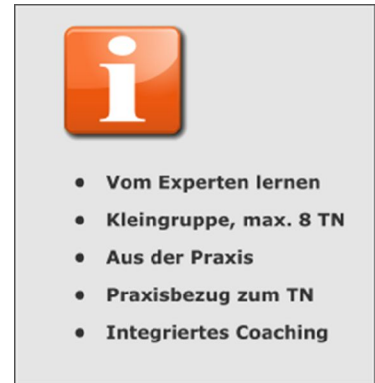 i
• Vom Experten lernen
• Kleingruppe, max. 8 TN
• Aus der Praxis
• Praxisbezug zum TN
• Integriertes Coaching